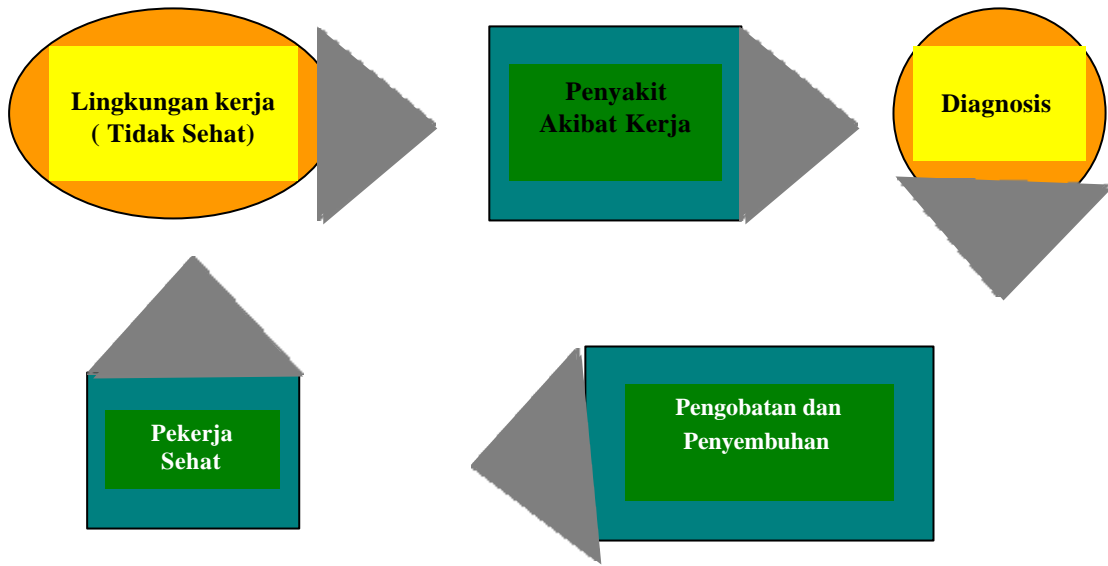 Lingkungan kerja
( Tidak Sehat)
Penyakit
Akibat Kerja
Diagnosis
Pengobatan dan
Penyembuhan
Pekerja
Sehat